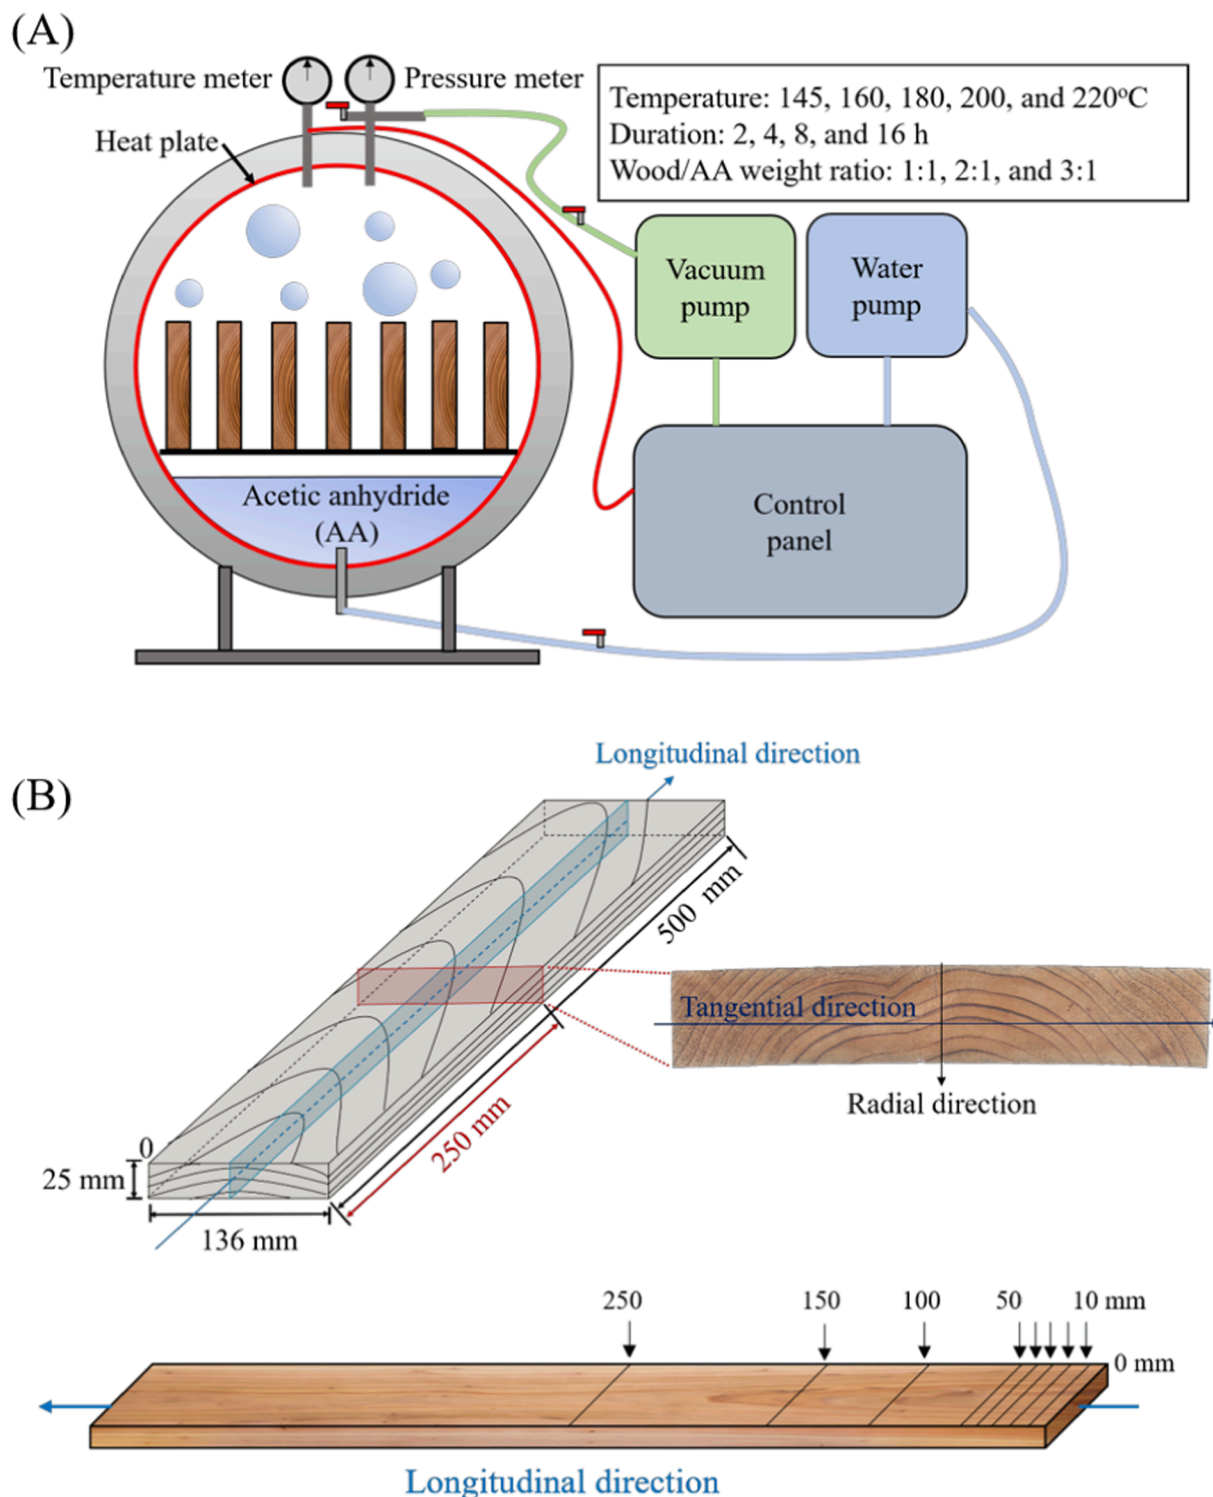 (A)
Temperature meter
Pressure meter
Heat plate
Temperature: 145, 160, 180, 200, and 220°C
Duration: 2, 4, 8, and 16 h
Wood/AA weight ratio: 1:1, 2:1, and 3:1
Vacuum
pump
Water
pump
Acetic anhydride
(AA)
Control
panel
(B)
Longitudinal direction
500 mm
Tangential direction
Radial direction
250 mm
0
25 mm
136 mm
250
150
100
50
10 mm
0 mm
Longitudinal direction